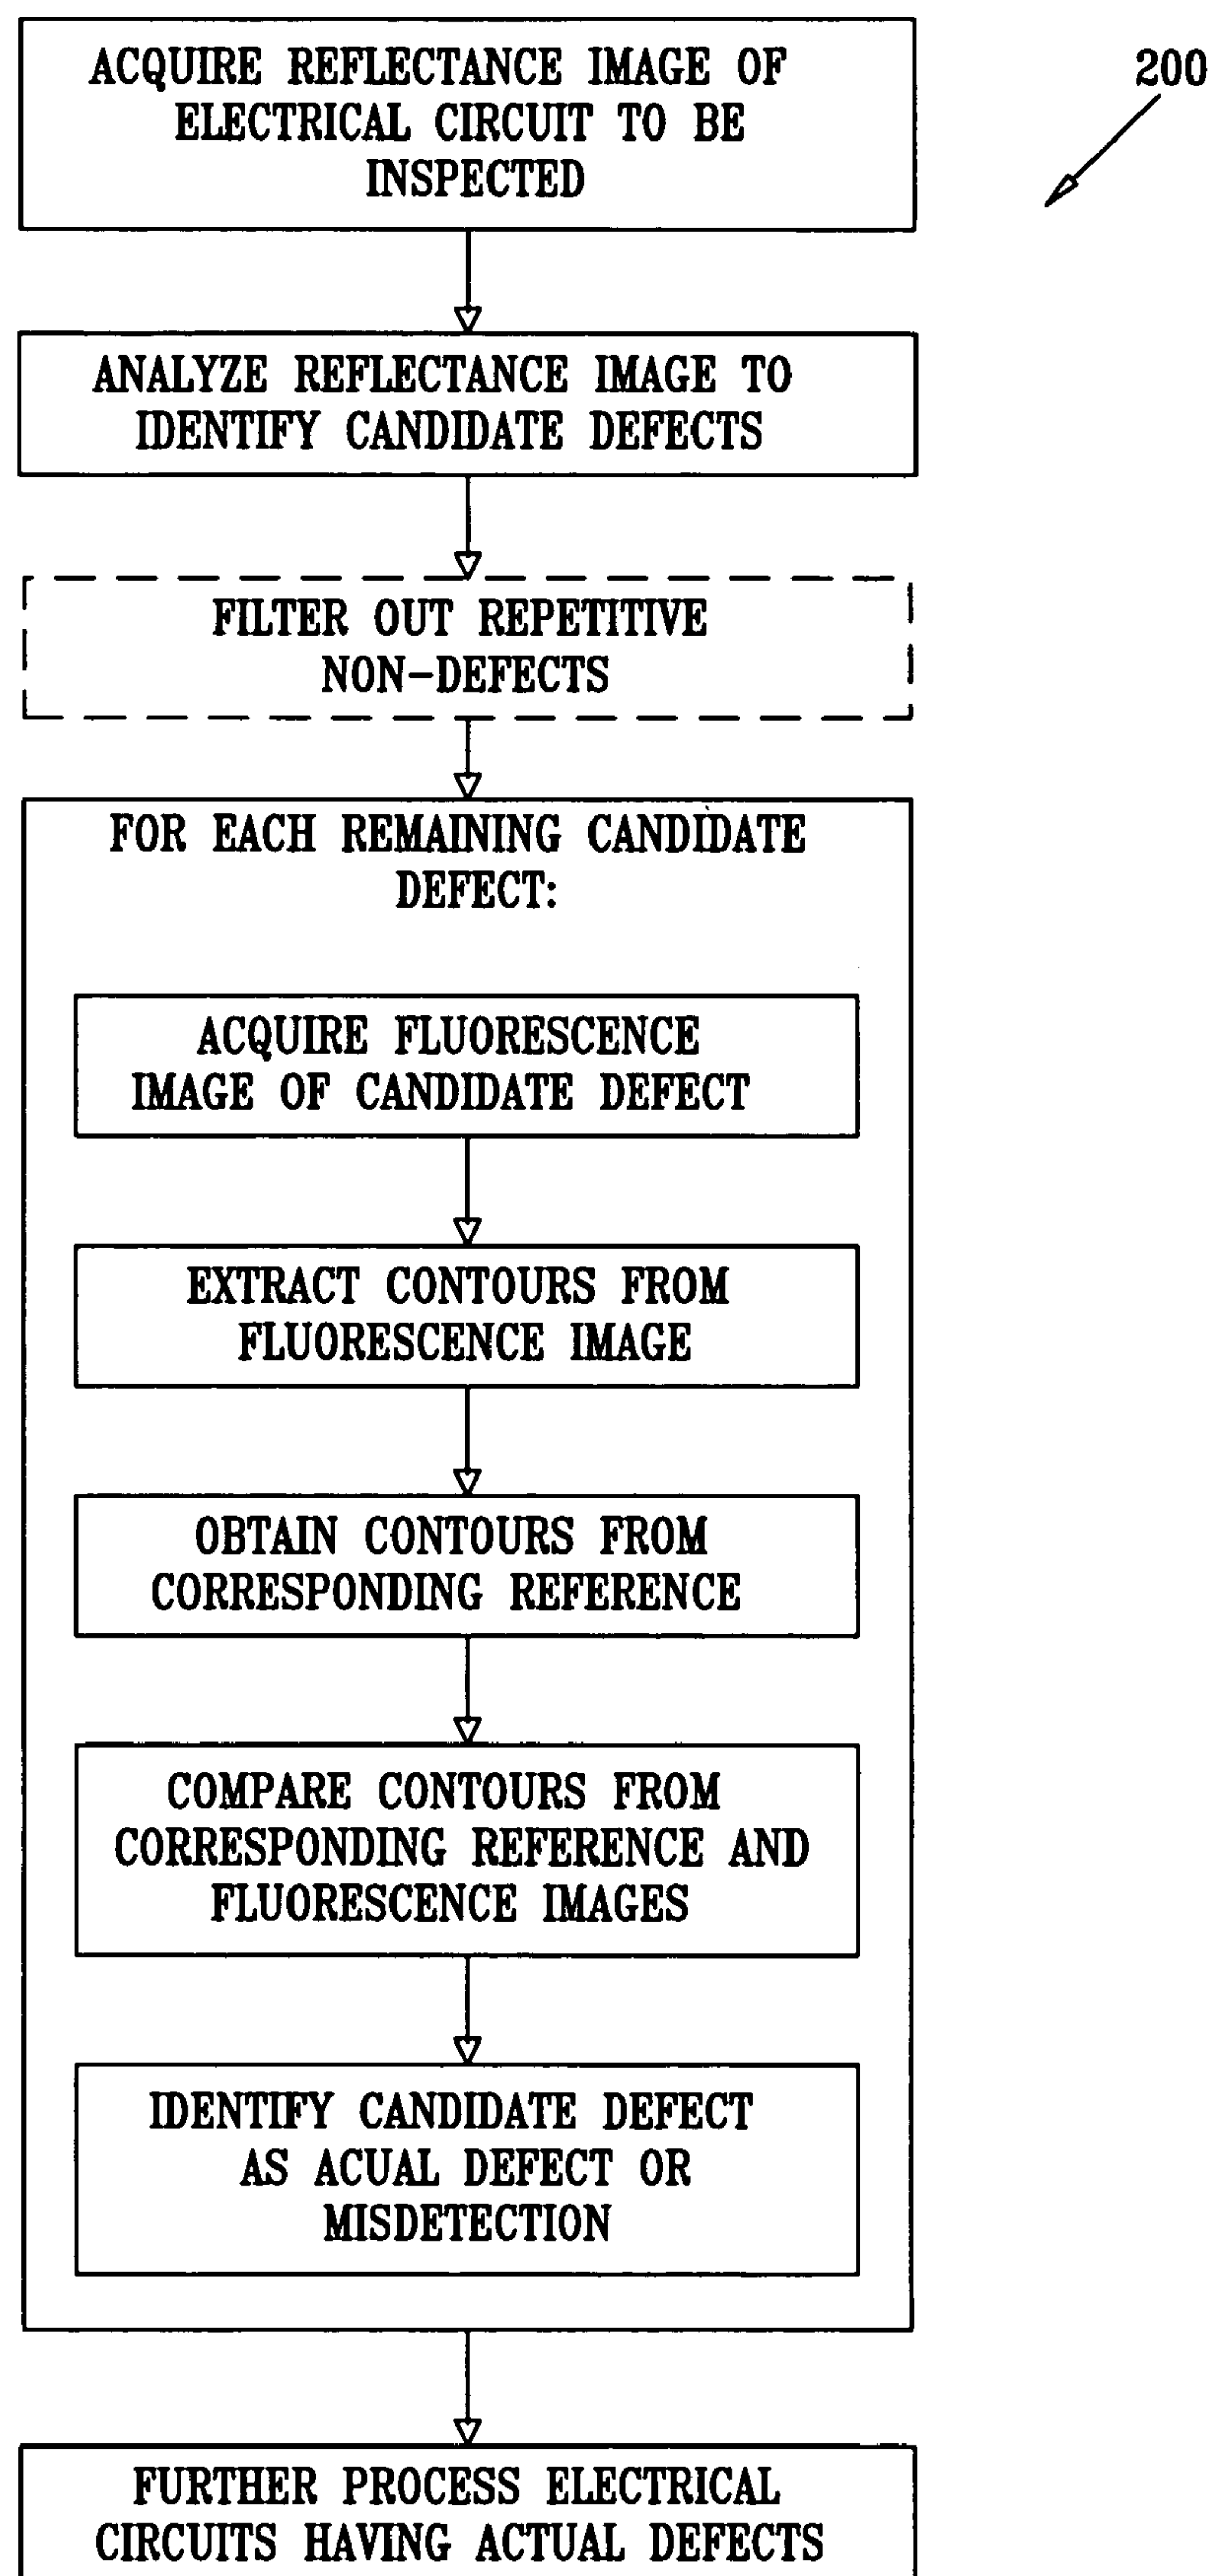 ACQUIRE REFLECTANCE IMAGE OF
ELECTRICAL CIRCUIT TO BE
INSPECTED
200
ANALYZE REFLECTANCE IMAGE TO
IDENTIFY CANDIDATE DEFECTS
FILTER OUT REPETITIVE
NON-DEFECTS
FOR EACH REMAINING CANDIDATE
DEFECT:
ACQUIRE FLUORESCENCE
IMAGE OF CANDIDATE DEFECT
EXTRACT CONTOURS FROM
FLUORESCENCE IMAGE
OBTAIN CONTOURS FROM
CORRESPONDING REFERENCE
COMPARE CONTOURS FROM
CORRESPONDING REFERENCE AND
FLUORESCENCE IMAGES
IDENTIFY CANDIDATE DEFECT
AS ACUAL DEFECT OR
MISDETECTION
FURTHER PROCESS ELECTRICAL
CIRCUITS HAVING ACTUAL DEFECTS